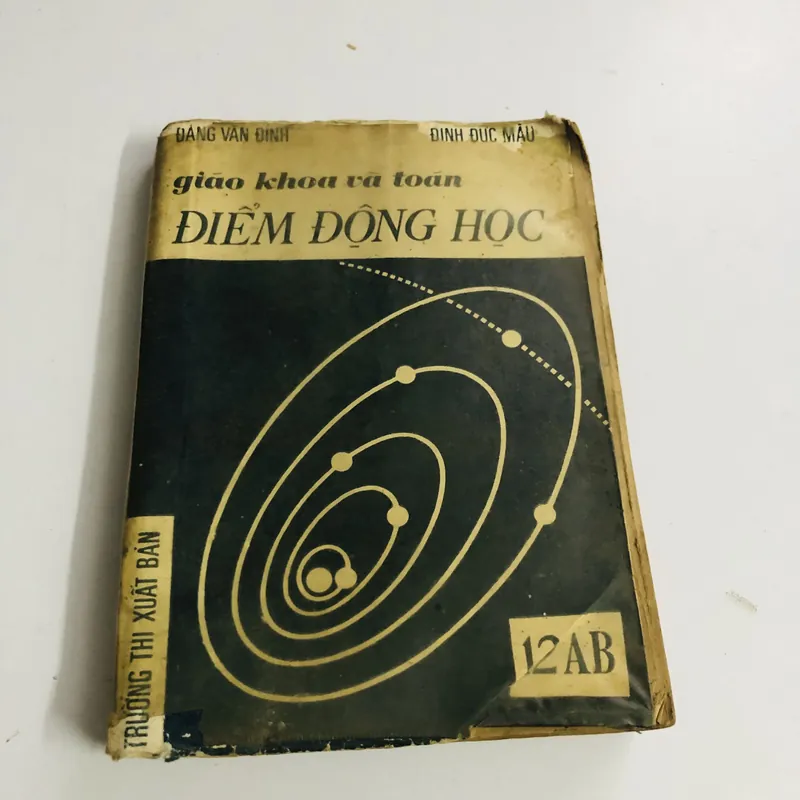 ĐẶNG VĂN ĐỊNH
ĐINH ĐỨC MẬU
giáo khoa và toán
ĐIỂM ĐỘNG HỌC
TRƯỜNG THI XUẤT BẢN
12AB